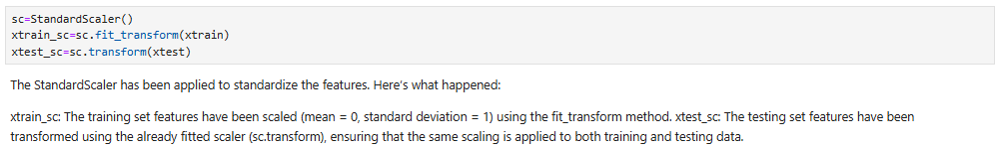 sc=StandardScaler()
xtrain_sc=sc.fit_transform(xtrain)
xtest_sc=sc.transform(xtest)
The StandardScaler has been applied to standardize the features. Here's what happened:
xtrain_sc: The training set features have been scaled (mean = 0, standard deviation = 1) using the fit_transform method. xtest_sc: The testing set features have been
transformed using the already fitted scaler (sc.transform), ensuring that the same scaling is applied to both training and testing data.